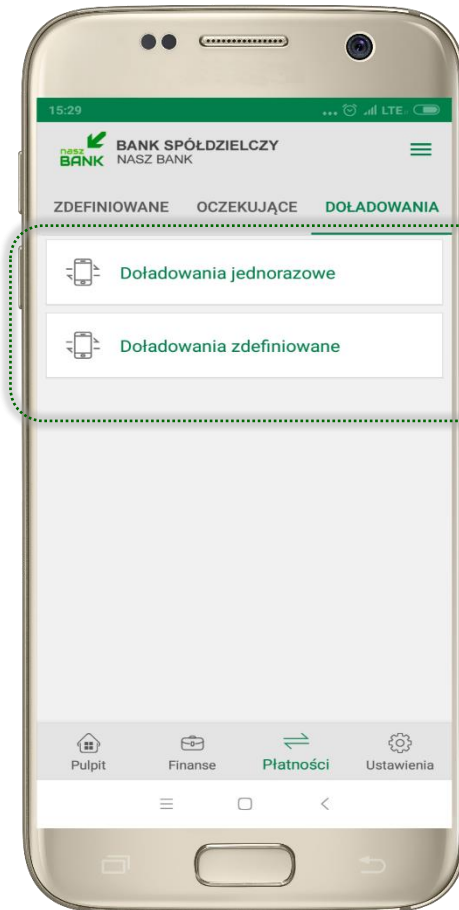 15:29 ... LTE
nasz BANK
BANK SPÓŁDZIELCZY
NASZ BANK
ZDEFINIOWANE OCZEKUJĄCE DOŁADOWANIA
Doładowania jednorazowe
Doładowania zdefiniowane
Pulpit Finanse Płatności Ustawienia